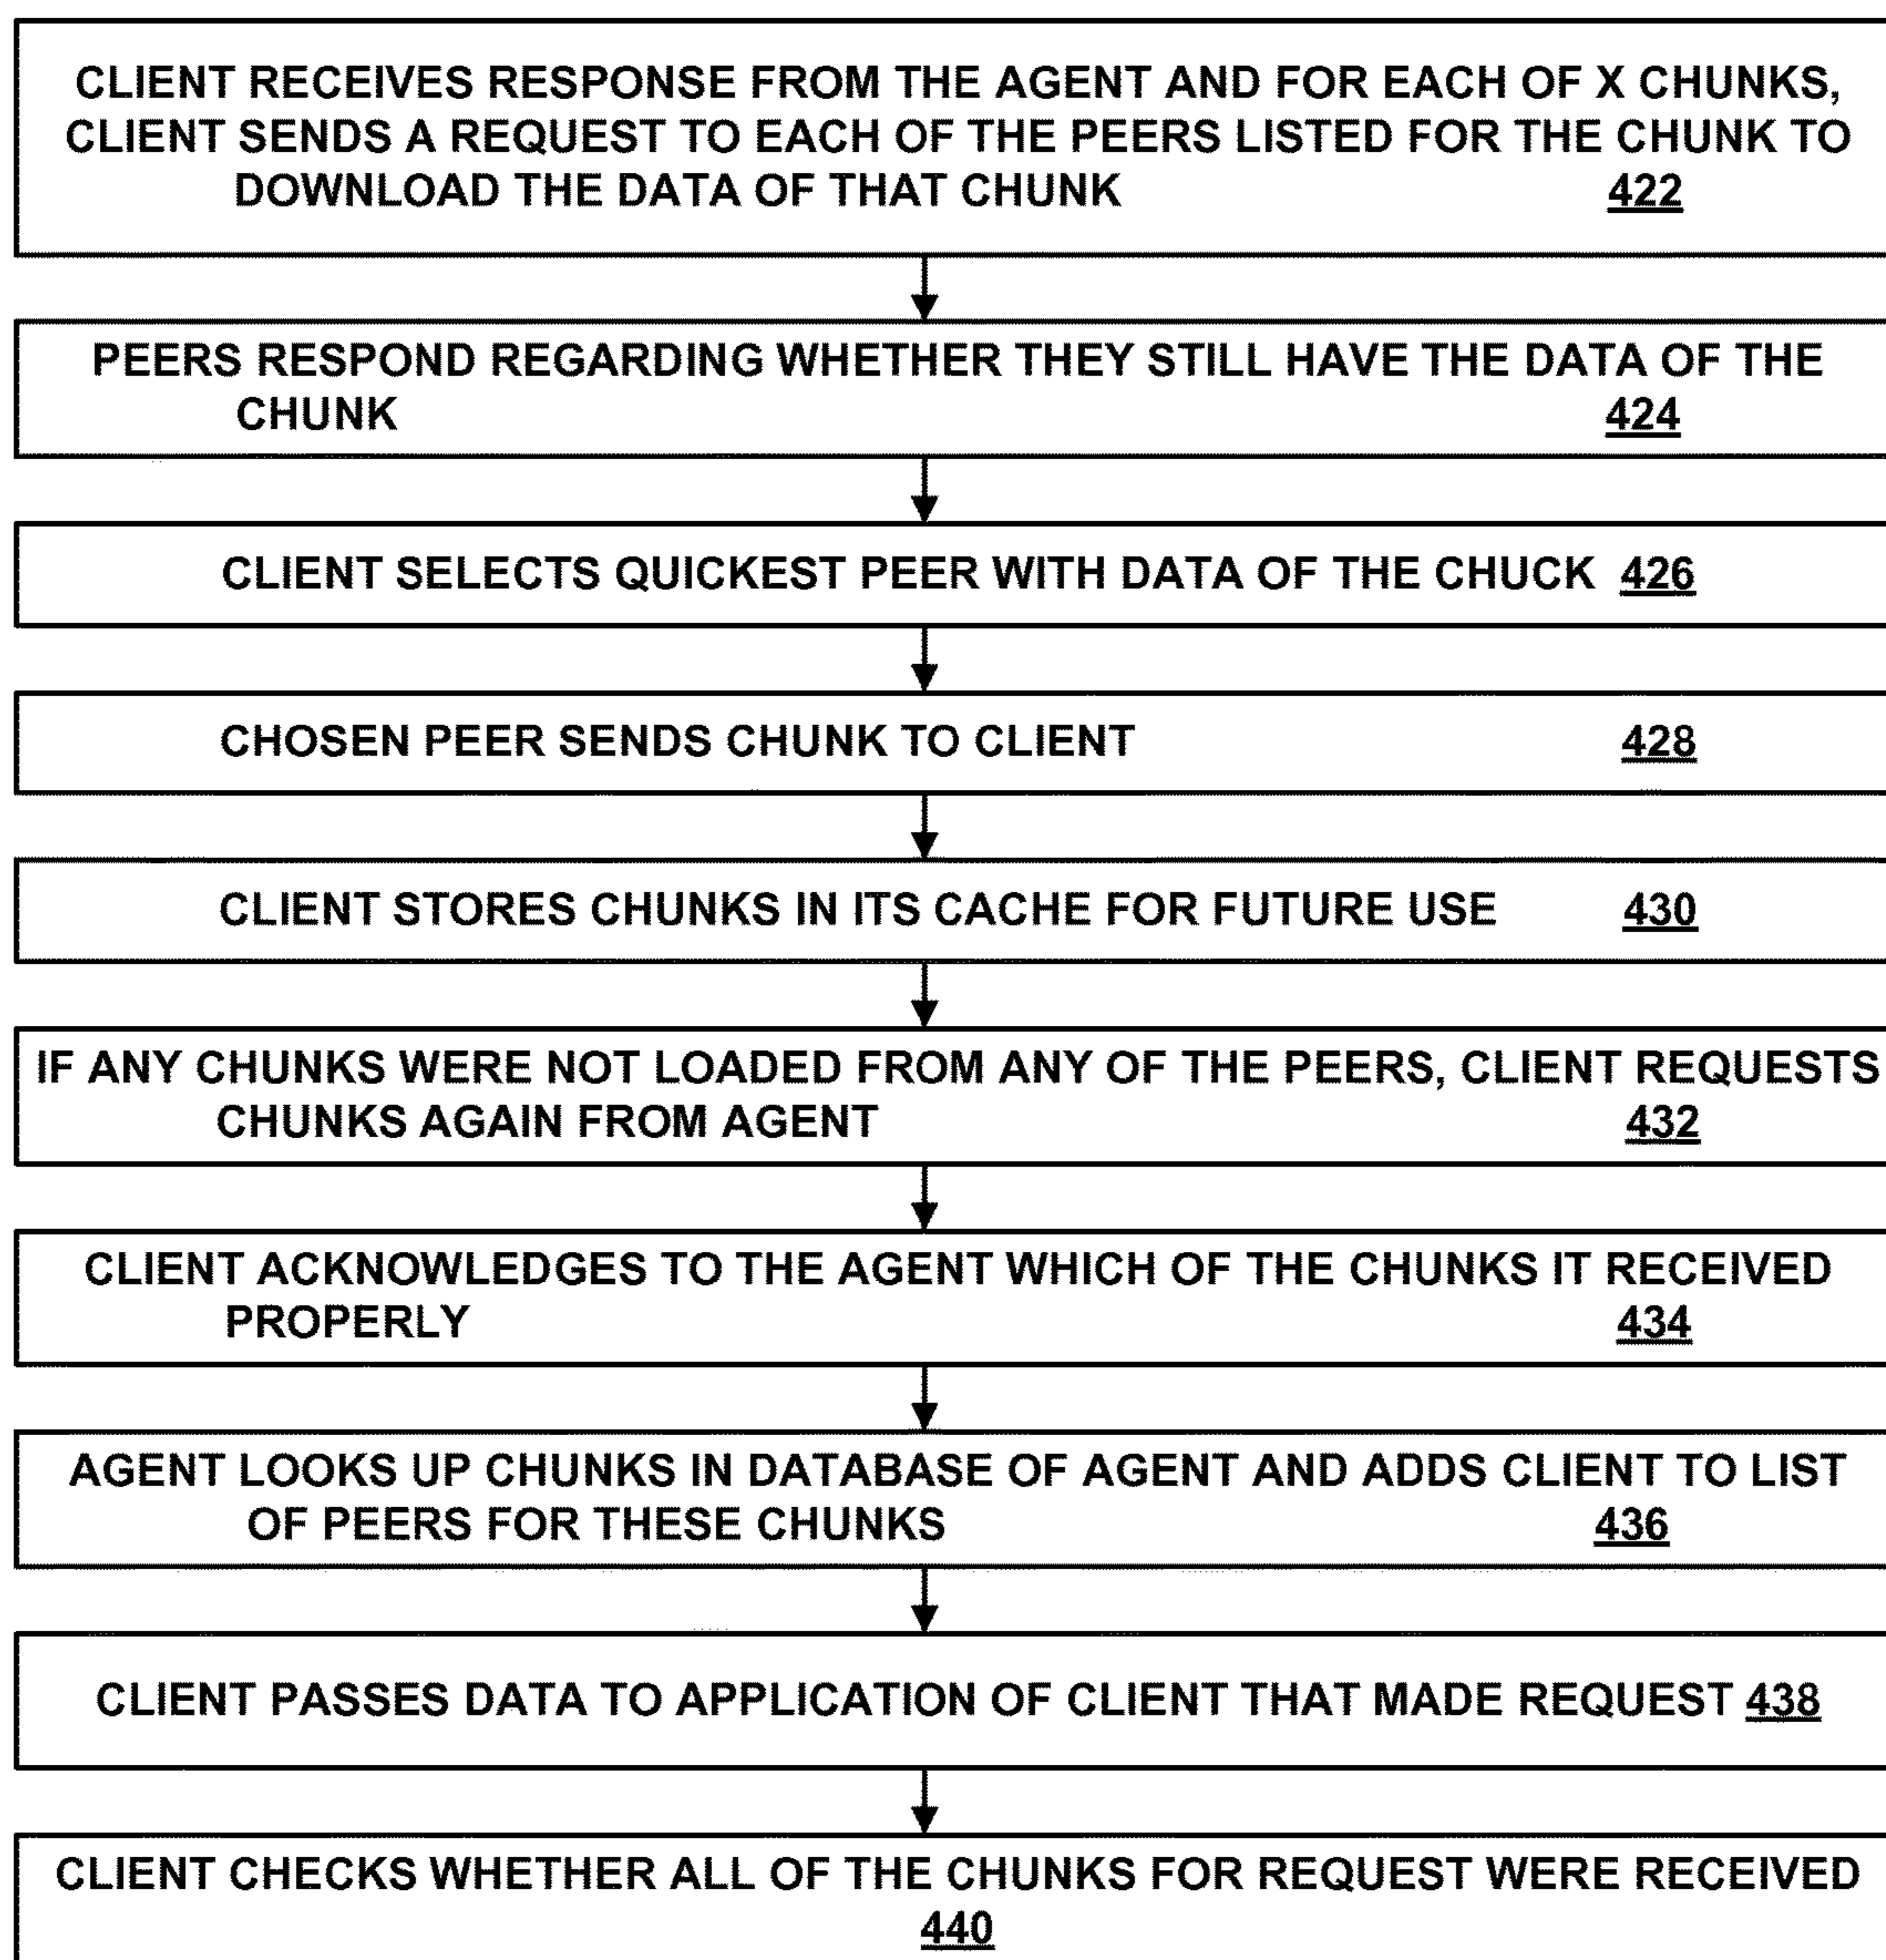 CLIENT RECEIVES RESPONSE FROM THE AGENT AND FOR EACH OF X CHUNKS,
CLIENT SENDS A REQUEST TO EACH OF THE PEERS LISTED FOR THE CHUNK TO
DOWNLOAD THE DATA OF THAT CHUNK 422
PEERS RESPOND REGARDING WHETHER THEY STILL HAVE THE DATA OF THE
CHUNK 424
CLIENT SELECTS QUICKEST PEER WITH DATA OF THE CHUCK 426
CHOSEN PEER SENDS CHUNK TO CLIENT 428
CLIENT STORES CHUNKS IN ITS CACHE FOR FUTURE USE 430
IF ANY CHUNKS WERE NOT LOADED FROM ANY OF THE PEERS, CLIENT REQUESTS
CHUNKS AGAIN FROM AGENT 432
CLIENT ACKNOWLEDGES TO THE AGENT WHICH OF THE CHUNKS IT RECEIVED
PROPERLY 434
AGENT LOOKS UP CHUNKS IN DATABASE OF AGENT AND ADDS CLIENT TO LIST
OF PEERS FOR THESE CHUNKS 436
CLIENT PASSES DATA TO APPLICATION OF CLIENT THAT MADE REQUEST 438
CLIENT CHECKS WHETHER ALL OF THE CHUNKS FOR REQUEST WERE RECEIVED
440